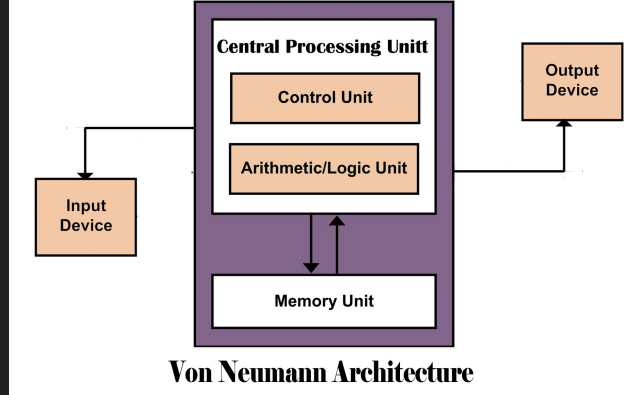 Central Processing Unitt
Control Unit
Arithmetic/Logic Unit
Memory Unit
Input
Device
Output
Device
Von Neumann Architecture